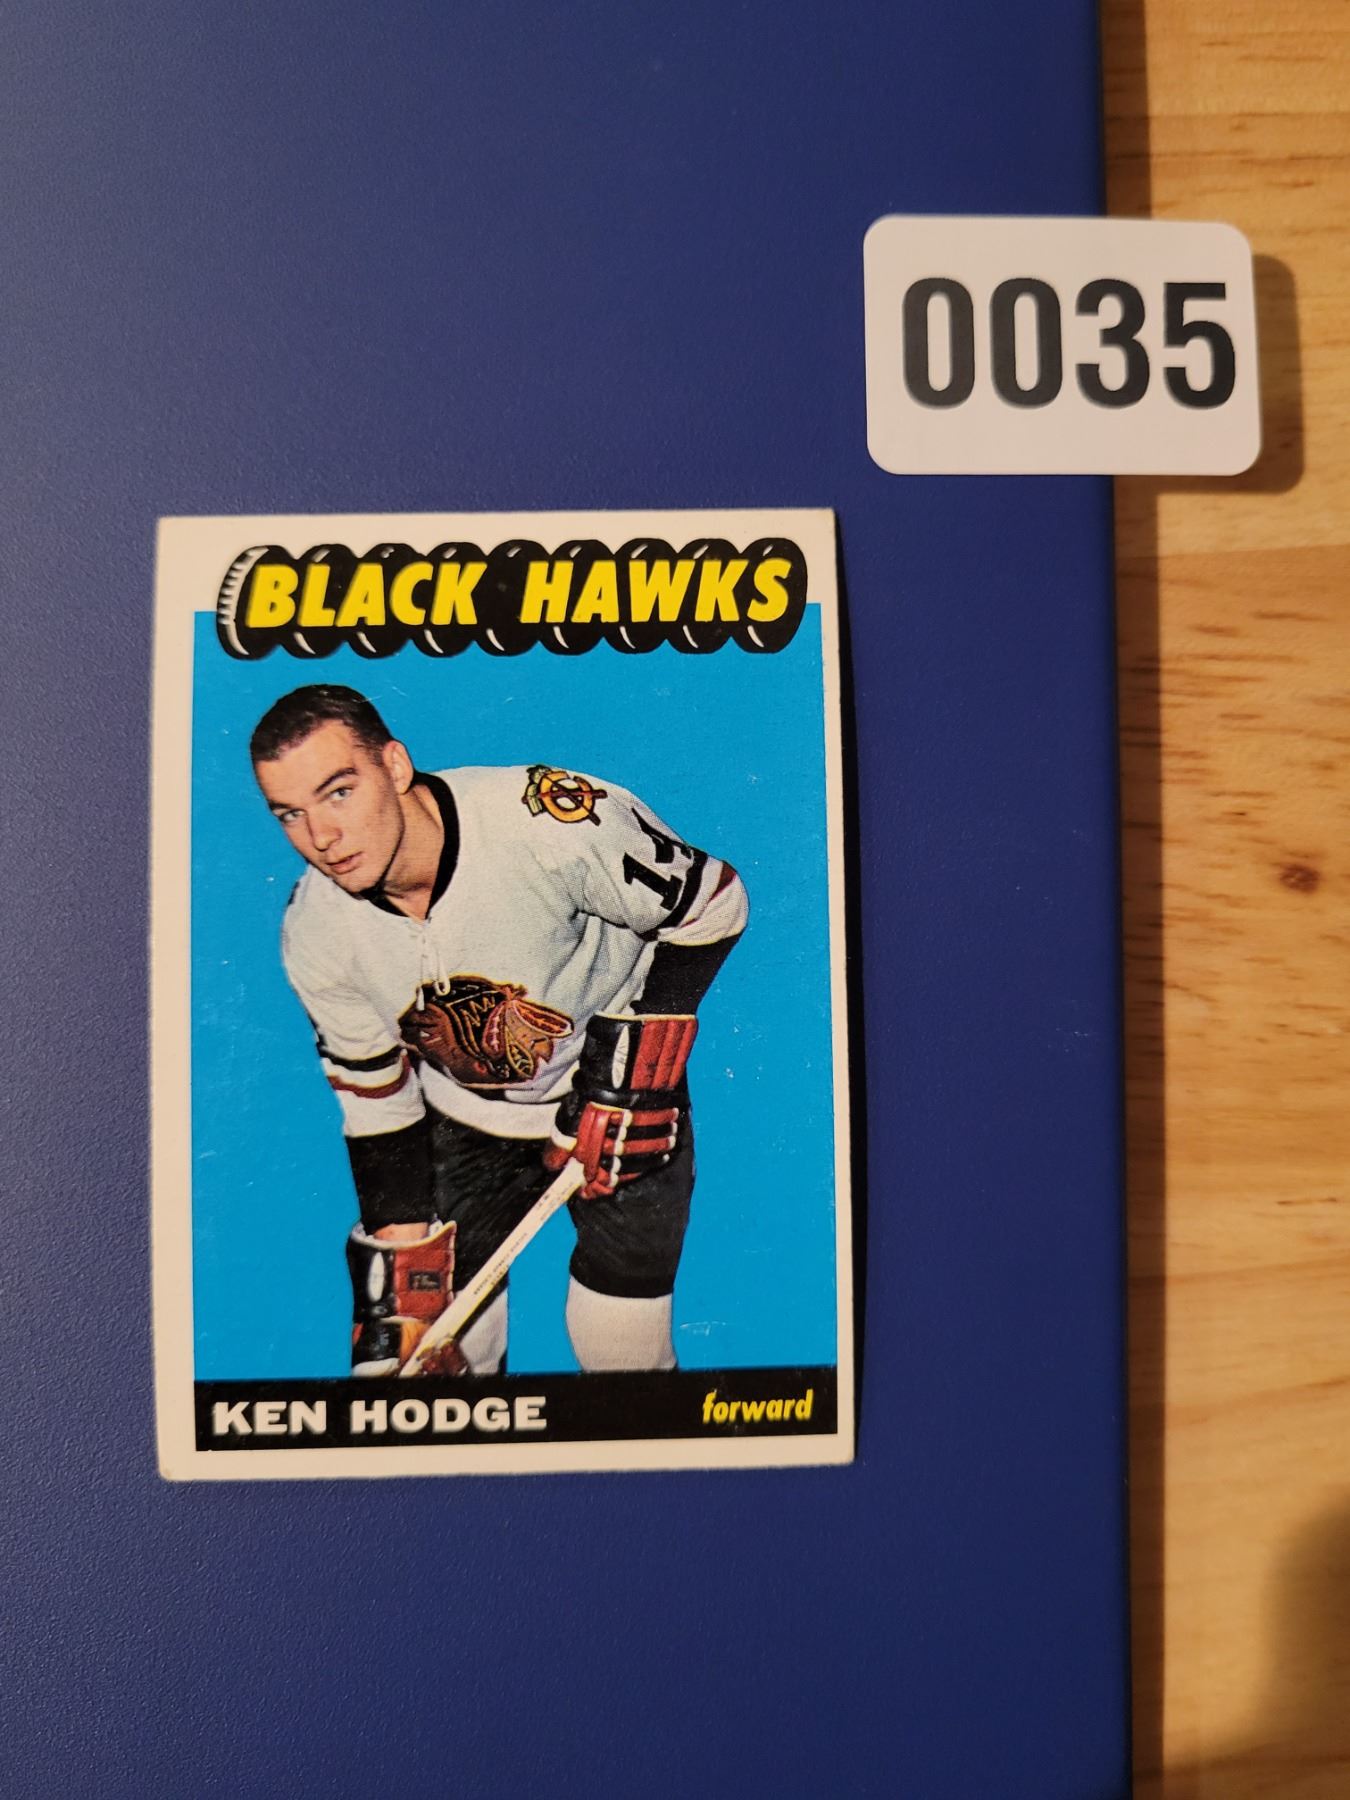 0035
BLACK HAWKS
14
KEN HODGE forward